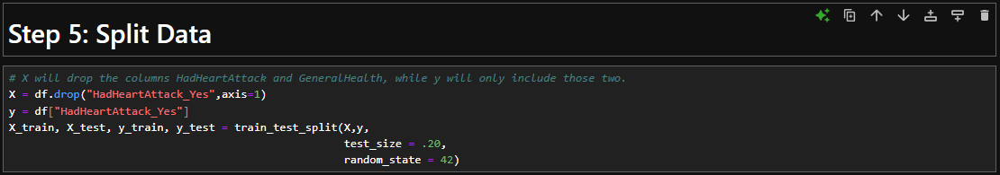 Step 5: Split Data
# X will drop the columns HadHeartAttack and GeneralHealth, while y will only include those two.
X = df.drop("HadHeartAttack_Yes",axis=1)
y = df["HadHeartAttack_Yes"]
X_train, X_test, y_train, y_test = train_test_split(X,y,
test_size = .20,
random_state = 42)